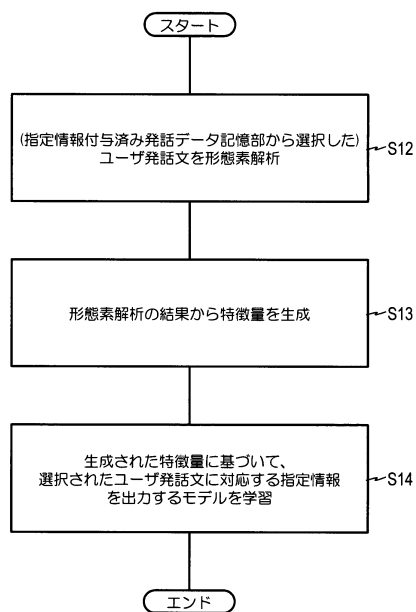 スタート
(指定情報付与済み発話データ記憶部から選択した)
ユーザ発話文を形態素解析
S12
形態素解析の結果から特徴量を生成
S13
生成された特徴量に基づいて、
選択されたユーザ発話文に対応する指定情報
を出力するモデルを学習
S14
エンド